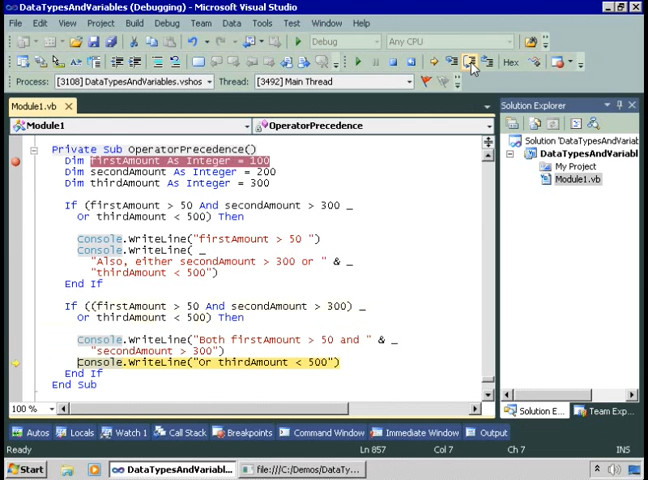 DataTypesAndVariables (Debugging) - Microsoft Visual Studio
File Edit View Project Build Debug Team Data Tools Test Window Help
Debug Any CPU
Hex
Process: [3108] DataTypesAndVariables.vshos Thread: [3492] Main Thread
Module1.vb
Module1 OperatorPrecedence
Private Sub OperatorPrecedence()
Dim firstAmount As Integer = 100
Dim secondAmount As Integer = 200
Dim thirdAmount As Integer = 300
If (firstAmount > 50 And secondAmount > 300 _
Or thirdAmount < 500) Then
Console.WriteLine("firstAmount > 50 ")
Console.WriteLine( _
"Also, either secondAmount > 300 or " & _
"thirdAmount < 500")
End If
If ((firstAmount > 50 And secondAmount > 300) _
Or thirdAmount < 500) Then
Console.WriteLine("Both firstAmount > 50 and " & _
"secondAmount > 300")
Console.WriteLine("Or thirdAmount < 500")
End If
End Sub
100 %
Solution Explorer
Solution 'DataTypesAndVariab
DataTypesAndVariabl
My Project
Module1.vb
Solution E... Team Exp...
Autos Locals Watch 1 Call Stack Breakpoints Command Window Immediate Window Output
Ready Ln 857 Col 7 Ch 7 INS
Start DataTypesAndVariabl... file:///C:/Demos/DataTy...